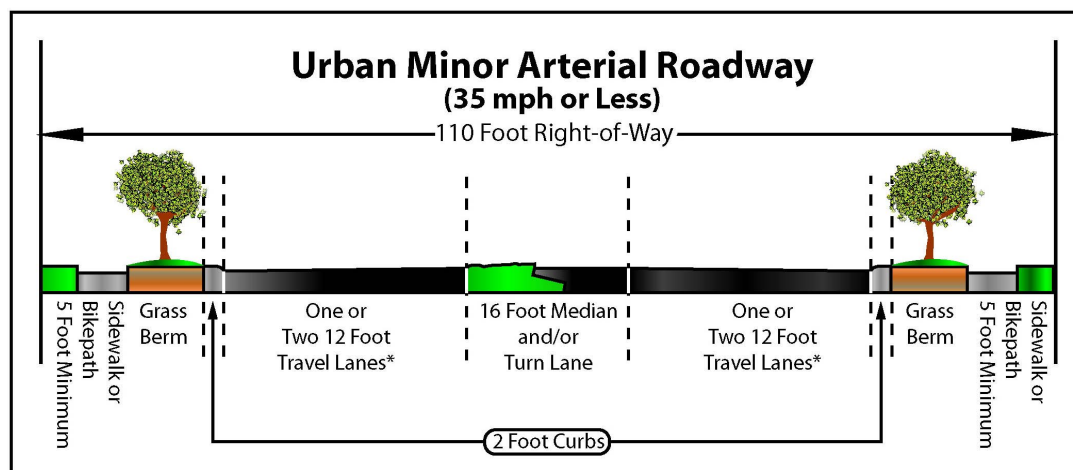 Urban Minor Arterial Roadway
(35 mph or Less)
110 Foot Right-of-Way
5 Foot Minimum
Bikepath
Sidewalk or
Grass
Berm
One or
Two 12 Foot
Travel Lanes*
16 Foot Median
and/or
Turn Lane
One or
Two 12 Foot
Travel Lanes*
Grass
Berm
5 Foot Minimum
Bikepath
Sidewalk or
2 Foot Curbs